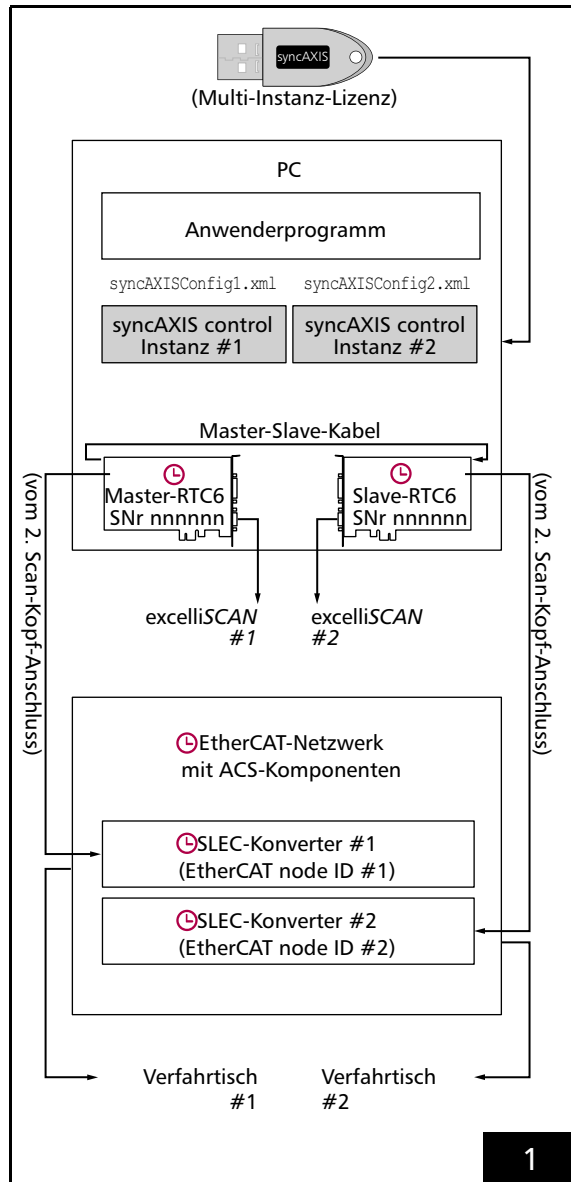 syncAXIS
(Multi-Instanz-Lizenz)
PC
Anwenderprogramm
syncAXISConfig1.xml
syncAXISConfig2.xml
syncAXIS control
Instanz #1
syncAXIS control
Instanz #2
Master-Slave-Kabel
Master-RTC6
SNr nnnnnn
Slave-RTC6
SNr nnnnnn
(vom 2. Scan-Kopf-Anschluss)
(vom 2. Scan-Kopf-Anschluss)
excelliSCAN
#1
excelliSCAN
#2
EtherCAT-Netzwerk
mit ACS-Komponenten
SLEC-Konverter #1
(EtherCAT node ID #1)
SLEC-Konverter #2
(EtherCAT node ID #2)
Verfahrtisch
#1
Verfahrtisch
#2
1